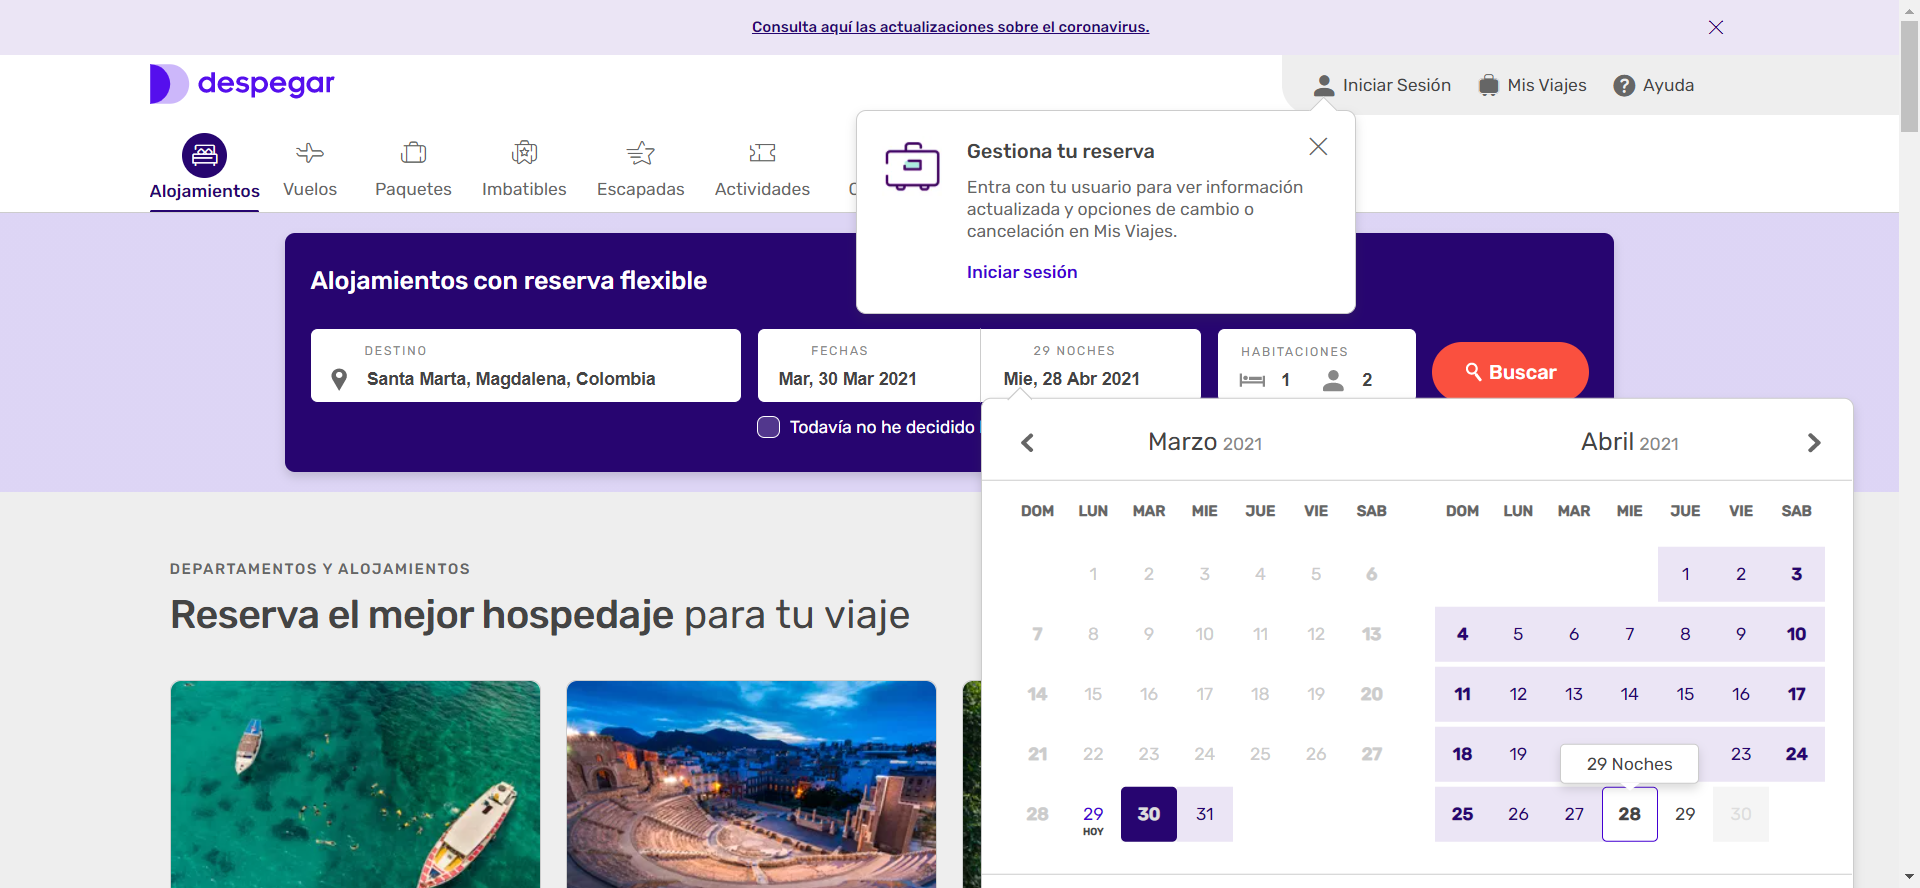 Consulta aquí las actualizaciones sobre el coronavirus.
despegar
Iniciar Sesión
Mis Viajes
? Ayuda
Alojamientos
Vuelos
Paquetes
Imbatibles
Escapadas
Actividades
Gestiona tu reserva
Entra con tu usuario para ver información
actualizada y opciones de cambio o
cancelación en Mis Viajes.
Iniciar sesión
Alojamientos con reserva flexible
DESTINO
Santa Marta, Magdalena, Colombia
FECHAS
Mar, 30 Mar 2021
29 NOCHES
Mie, 28 Abr 2021
HABITACIONES
1 2
Buscar
Todavía no he decidido
Marzo 2021
DOM LUN MAR MIE JUE VIE SAB
1 2 3 4 5 6
7 8 9 10 11 12 13
14 15 16 17 18 19 20
21 22 23 24 25 26 27
28 29 30 31
HOY
Abril 2021
DOM LUN MAR MIE JUE VIE SAB
1 2 3
4 5 6 7 8 9 10
11 12 13 14 15 16 17
18 19 23 24
29 Noches
25 26 27 28 29 30
DEPARTAMENTOS Y ALOJAMIENTOS
Reserva el mejor hospedaje para tu viaje